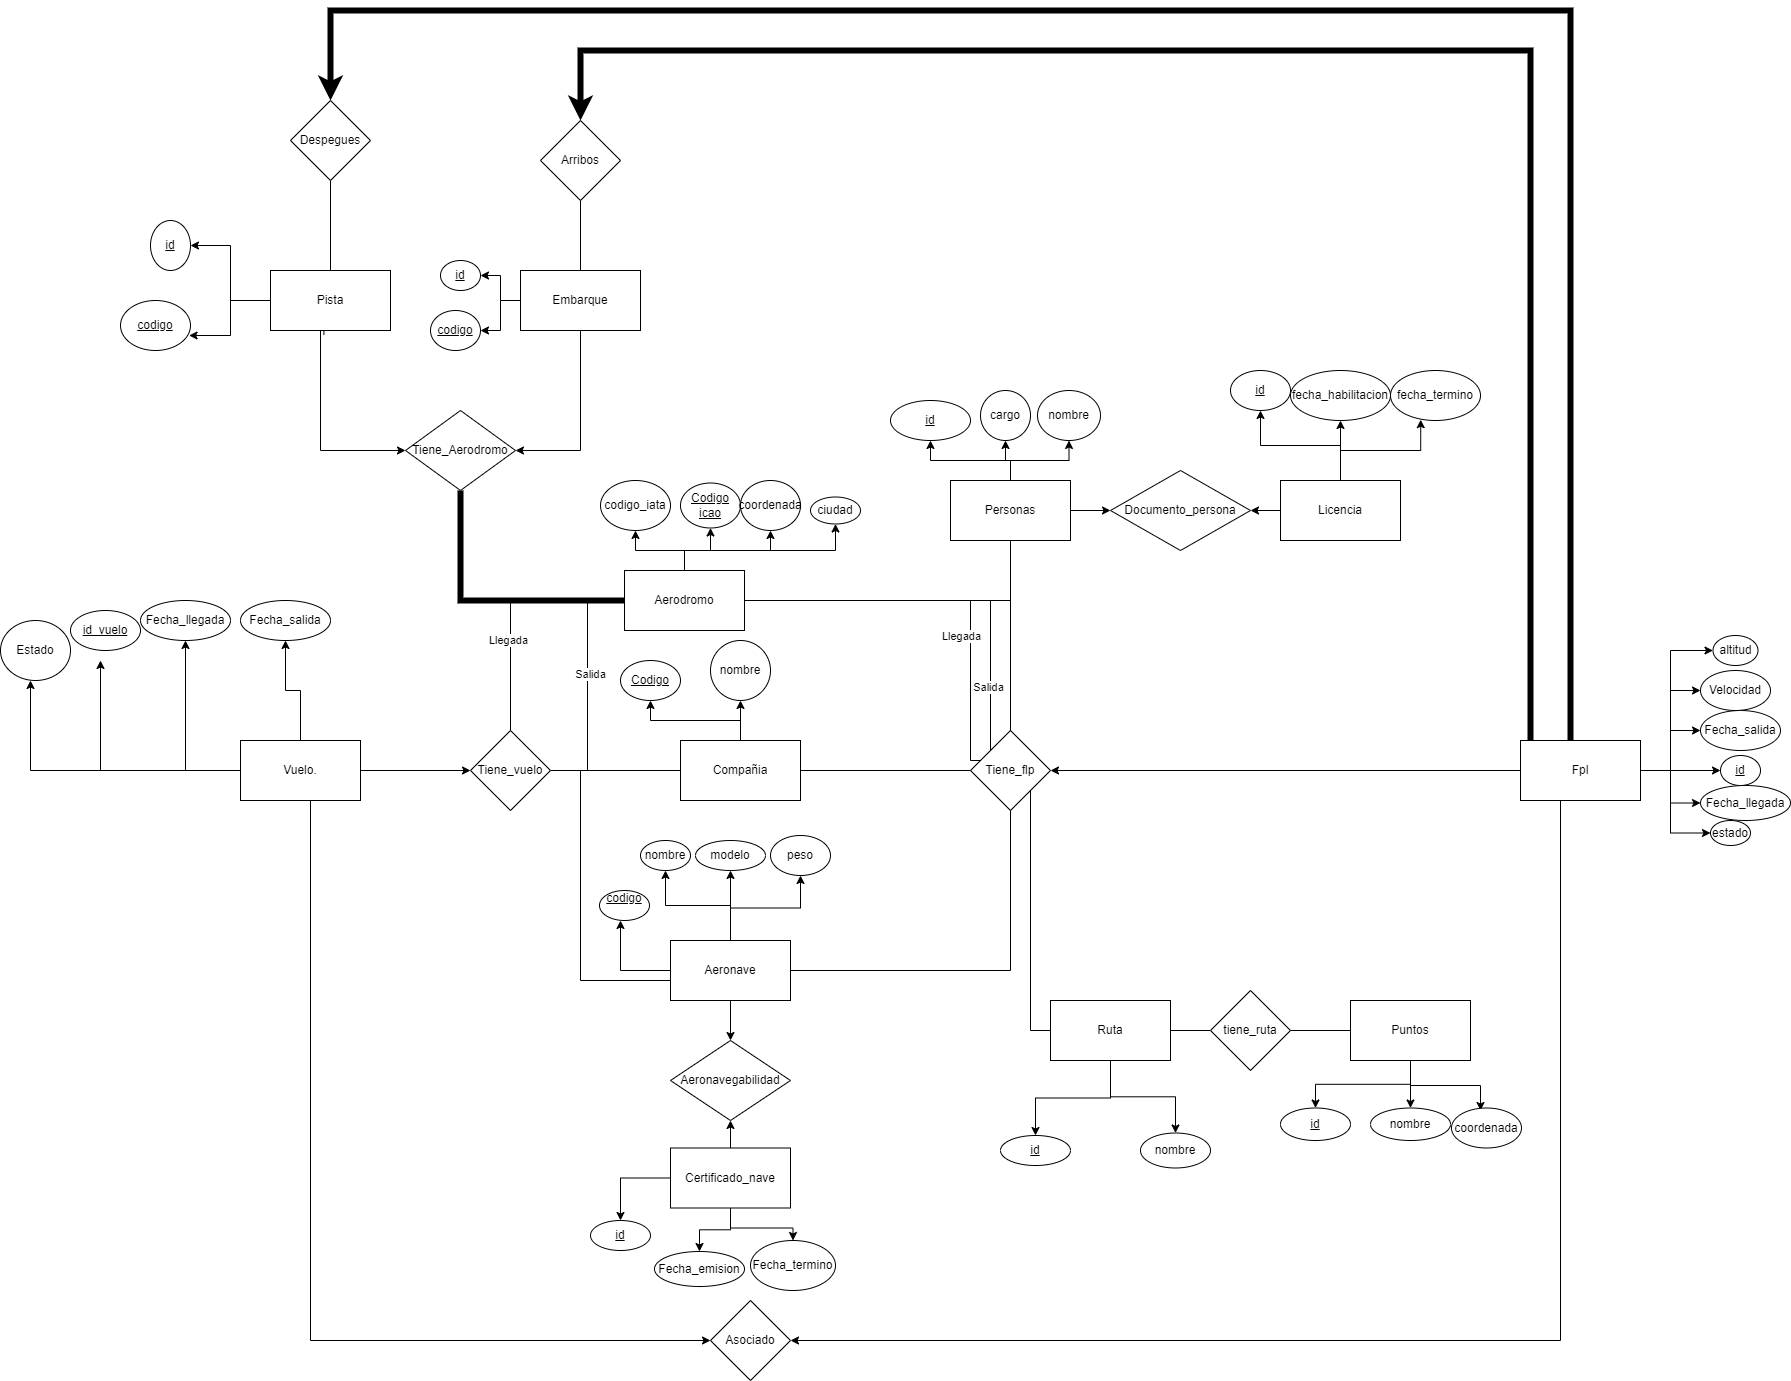 Despegues
Arribos
id
codigo
Pista
id
codigo
Embarque
Tiene_Aerodromo
id
cargo
nombre
id
fecha_habilitacion
fecha_termino
Personas
Documento_persona
Licencia
codigo_iata
Codigo
icao
coordenada
ciudad
Aerodromo
Estado
id_vuelo
Fecha_llegada
Fecha_salida
Llegada
Salida
Llegada
Salida
Codigo
nombre
altitud
Velocidad
Fecha_salida
id
Fecha_llegada
estado
Vuelo.
Tiene_vuelo
Compañia
Tiene_flp
Fpl
codigo
nombre
modelo
peso
Aeronave
Aeronavegabilidad
Ruta
tiene_ruta
Puntos
id
nombre
id
nombre
coordenada
Certificado_nave
id
Fecha_emision
Fecha_termino
Asociado